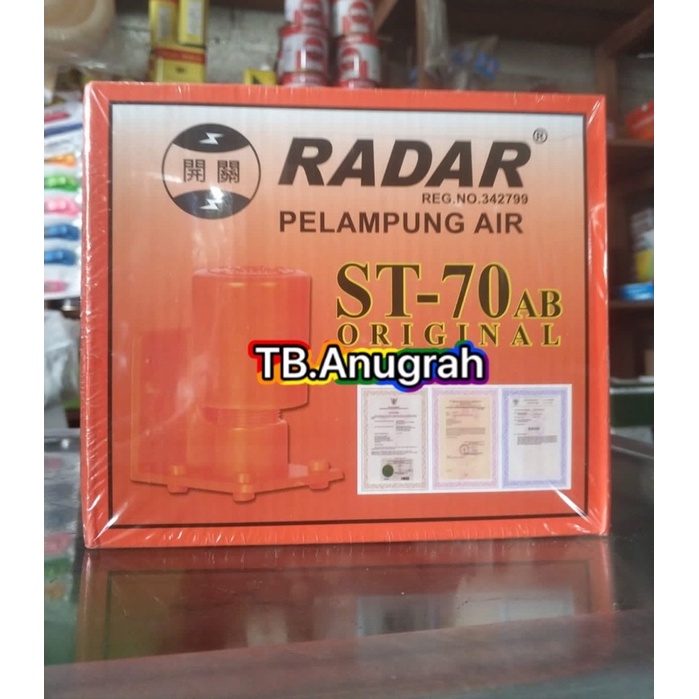 開關
RADAR®
REG.NO.342799
PELAMPUNG AIR
ST-70AB
ORIGINAL
TB.Anugrah